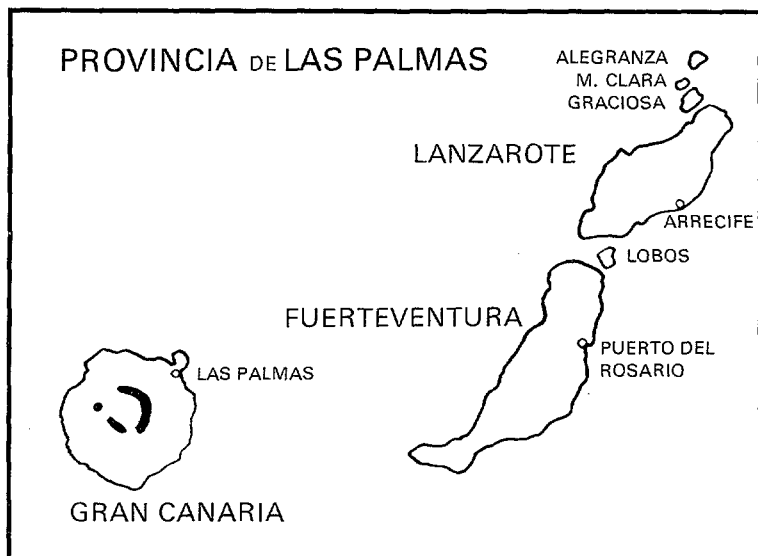 PROVINCIA DE LAS PALMAS
ALEGRANZA
M. CLARA
GRACIOSA
LANZAROTE
ARRECIFE
LOBOS
FUERTEVENTURA
PUERTO DEL
ROSARIO
LAS PALMAS
GRAN CANARIA